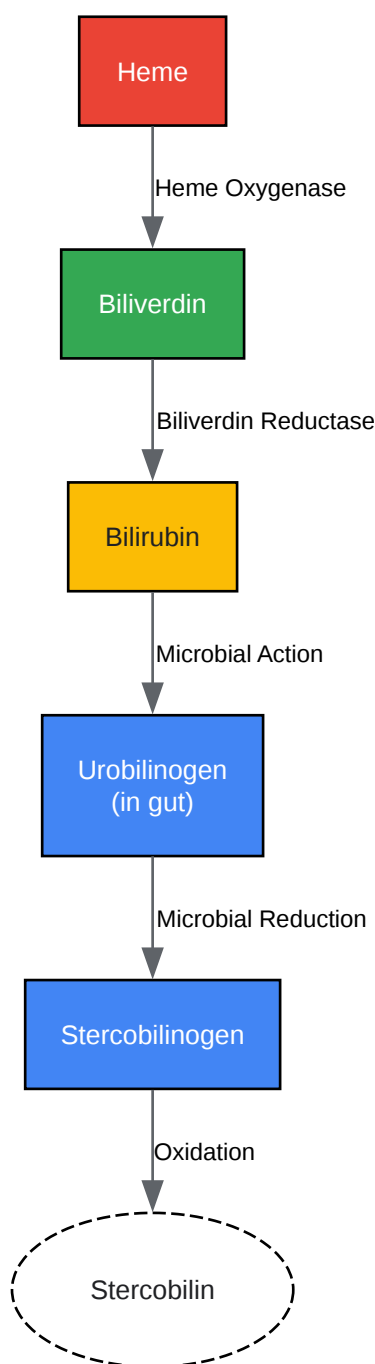 Heme
Heme Oxygenase
Biliverdin
Biliverdin Reductase
Bilirubin
Microbial Action
Urobilinogen
(in gut)
Microbial Reduction
Stercobilinogen
Oxidation
Stercobilin